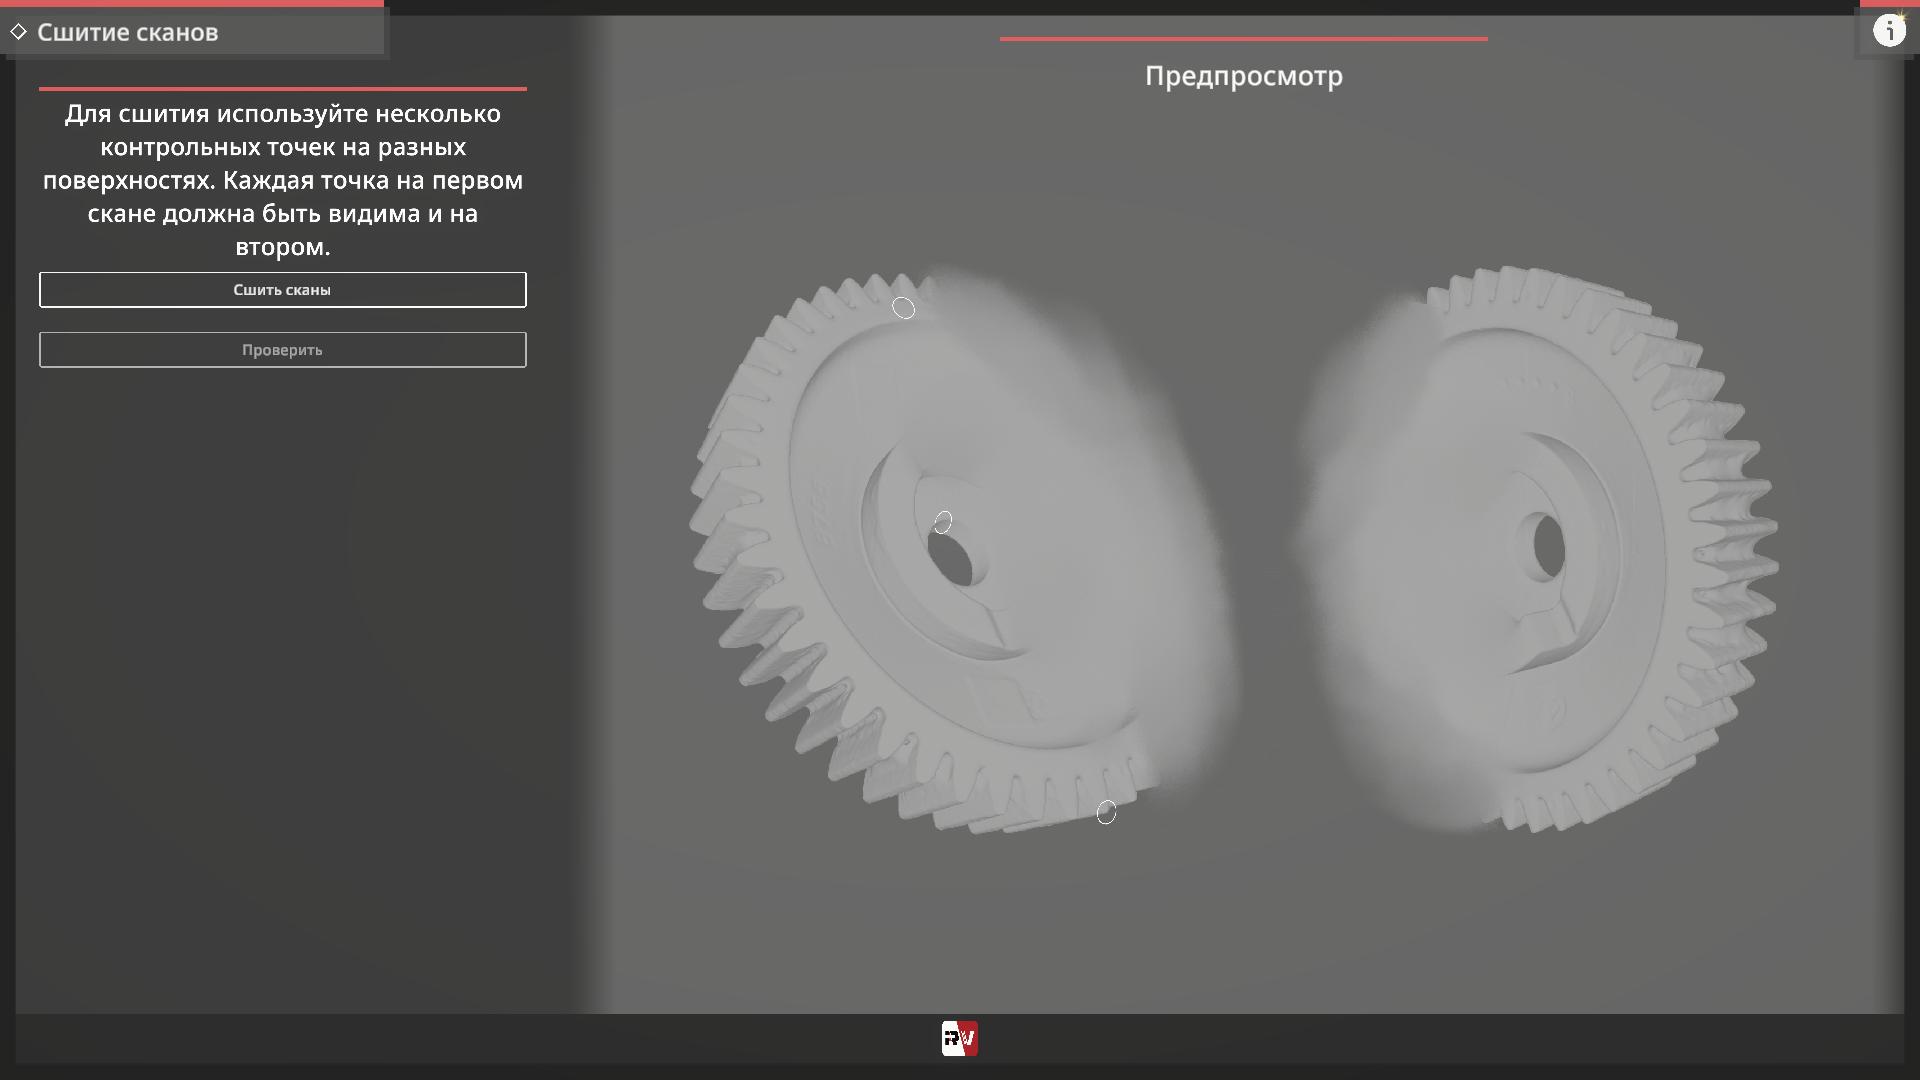 Сшитие сканов
Предпросмотр
Для сшития используйте несколько
контрольных точек на разных
поверхностях. Каждая точка на первом
скане должна быть видима и на
втором.
Сшить сканы
Проверить
RV